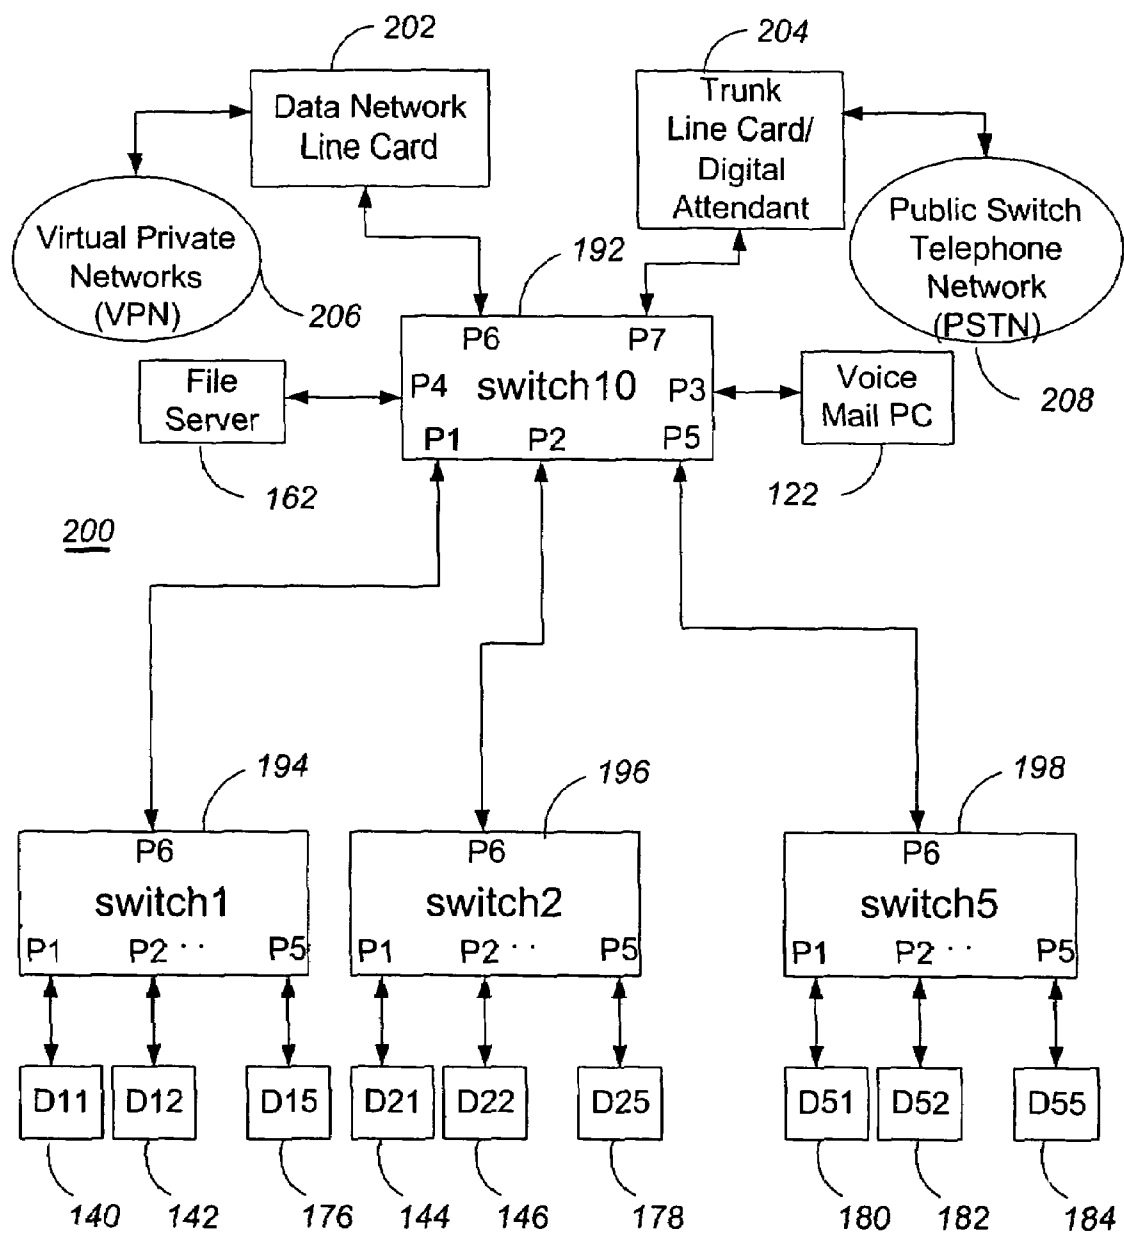 202
204
Data Network
Line Card
Trunk
Line Card/
Digital
Attendant
Virtual Private
Networks
(VPN)
206
192
Public Switch
Telephone
Network
(PSTN)
208
P6
P7
File
Server
P4
switch10
P3
Voice
Mail PC
P1
P2
P5
162
122
200
194
196
198
P6
switch1
P1
P2 ··
P5
P6
switch2
P1
P2 ··
P5
P6
switch5
P1
P2 ··
P5
D11
D12
D15
D21
D22
D25
D51
D52
D55
140
142
176
144
146
178
180
182
184